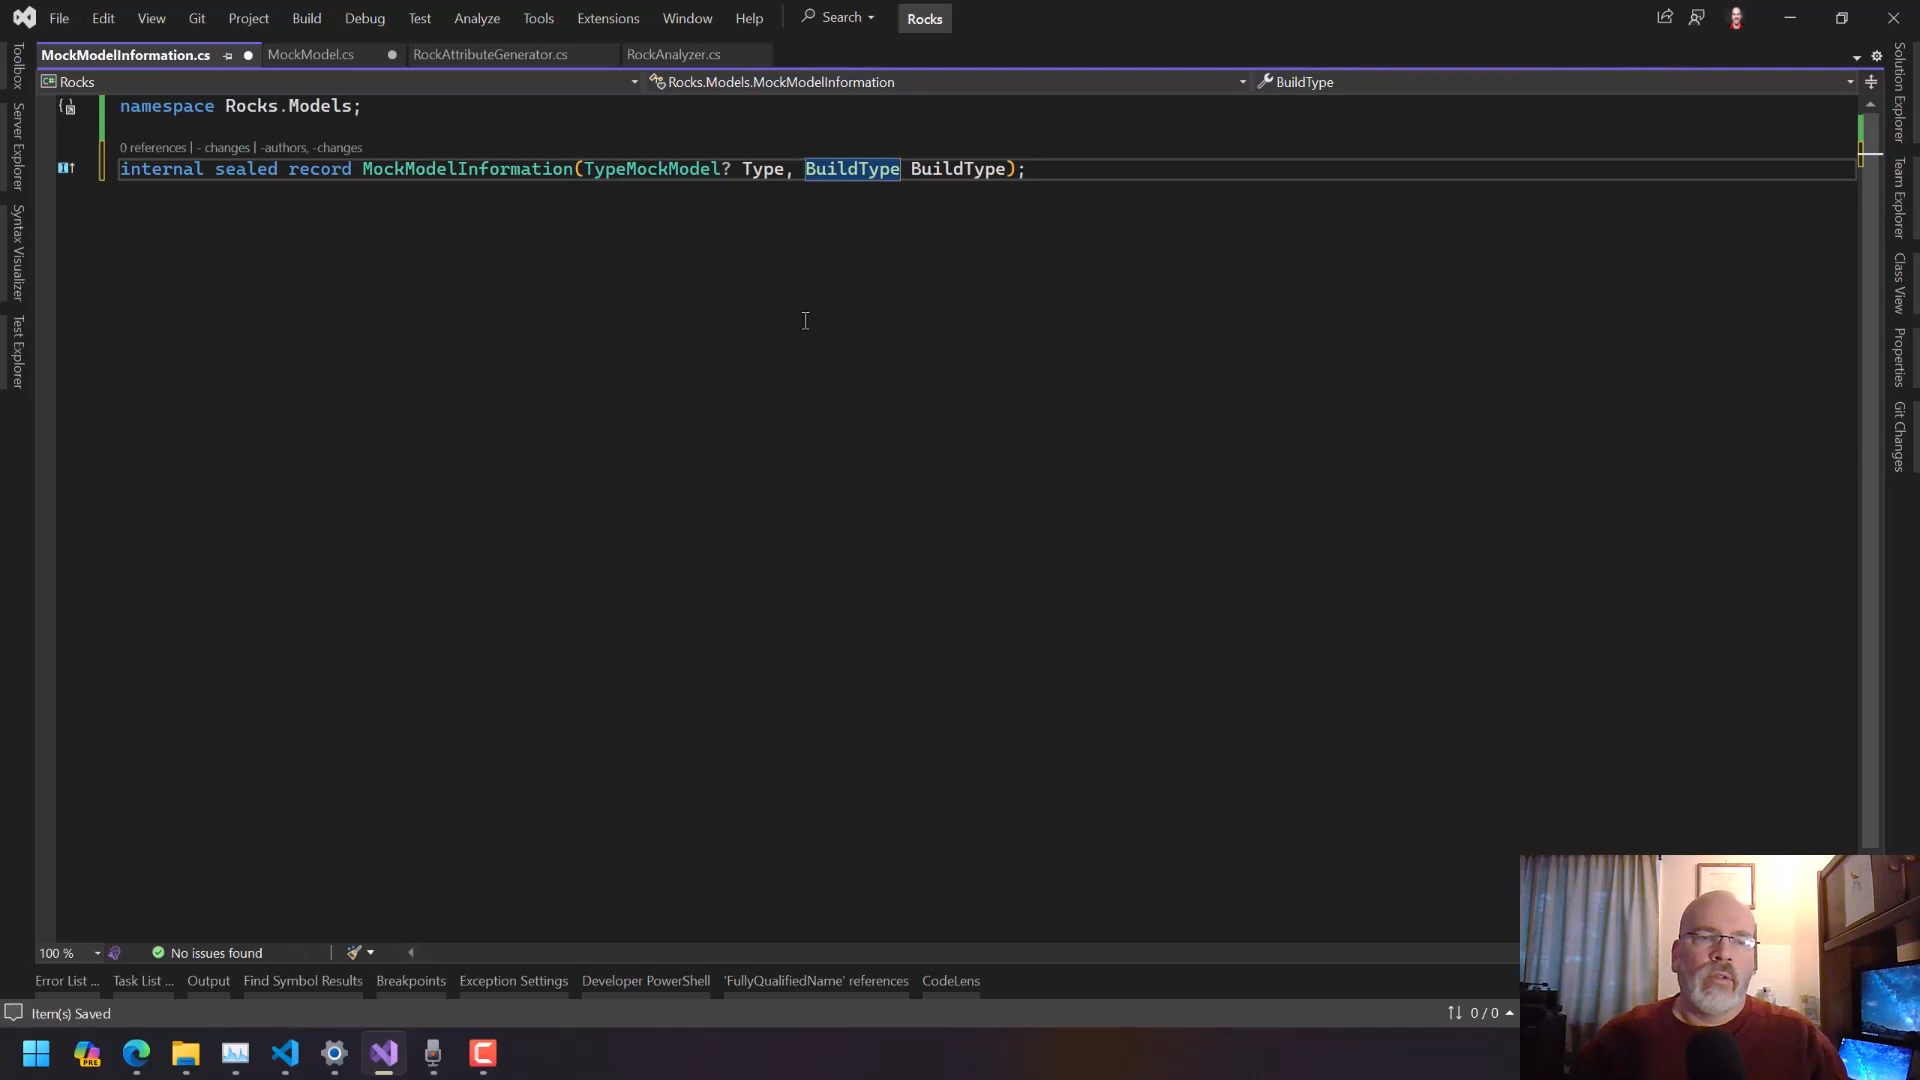 File Edit View Git Project Build Debug Test Analyze Tools Extensions Window Help Search Rocks
MockModelInformation.cs MockModel.cs RockAttributeGenerator.cs RockAnalyzer.cs
C# Rocks Rocks.Models.MockModelInformation BuildType
namespace Rocks.Models;
0 references | - changes | -authors, -changes
internal sealed record MockModelInformation(TypeMockModel? Type, BuildType BuildType);
Toolbox
Server Explorer
Syntax Visualizer
Test Explorer
Solution Explorer
Team Explorer
Class View
Properties
Git Changes
100 % No issues found
Error List ... Task List ... Output Find Symbol Results Breakpoints Exception Settings Developer PowerShell 'FullyQualifiedName' references CodeLens
Item(s) Saved 0 / 0
PRE